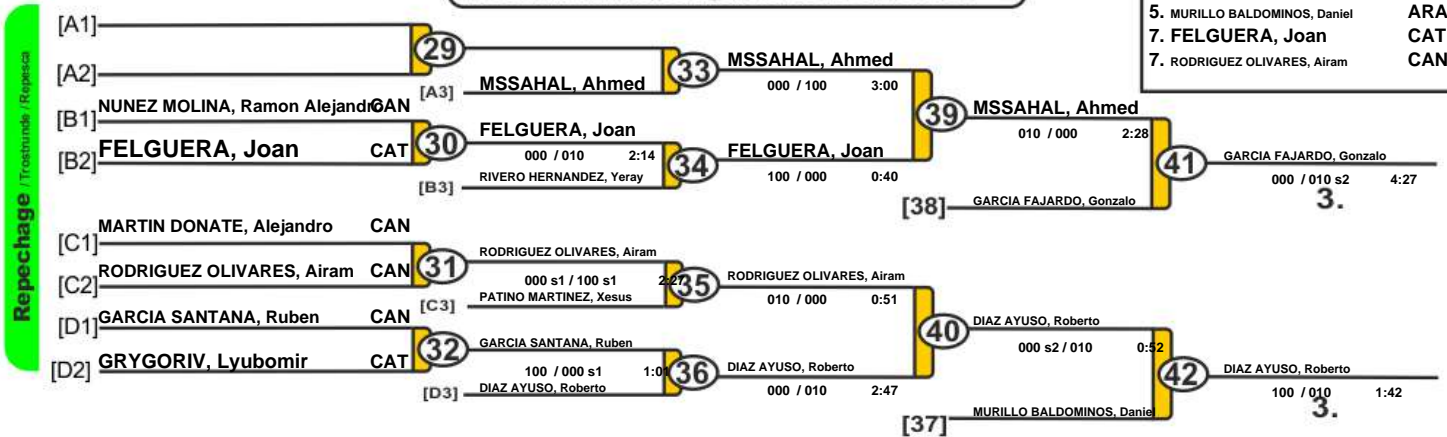 5. MURILLO BALDOMINOS, Daniel ARA
7. FELGUERA, Joan CAT
7. RODRIGUEZ OLIVARES, Airam CAN
Repechage / Trostrunde / Repesca
[A1]
[A2]
29
[A3] MSSAHAL, Ahmed
33
MSSAHAL, Ahmed
000 / 100 3:00
[B1] NUNEZ MOLINA, Ramon Alejandro CAN
[B2] FELGUERA, Joan CAT
30
FELGUERA, Joan
000 / 010 2:14
[B3] RIVERO HERNANDEZ, Yeray
34
FELGUERA, Joan
100 / 000 0:40
39
MSSAHAL, Ahmed
010 / 000 2:28
[38] GARCIA FAJARDO, Gonzalo
41
GARCIA FAJARDO, Gonzalo
000 / 010 s2 4:27
3.
[C1] MARTIN DONATE, Alejandro CAN
[C2] RODRIGUEZ OLIVARES, Airam CAN
31
RODRIGUEZ OLIVARES, Airam
000 s1 / 100 s1 2:27
[C3] PATINO MARTINEZ, Xesus
35
RODRIGUEZ OLIVARES, Airam
010 / 000 0:51
[D1] GARCIA SANTANA, Ruben CAN
[D2] GRYGORIV, Lyubomir CAT
32
GARCIA SANTANA, Ruben
100 / 000 s1 1:01
[D3] DIAZ AYUSO, Roberto
36
DIAZ AYUSO, Roberto
000 / 010 2:47
40
DIAZ AYUSO, Roberto
000 s2 / 010 0:52
[37] MURILLO BALDOMINOS, Daniel
42
DIAZ AYUSO, Roberto
100 / 010 1:42
3.